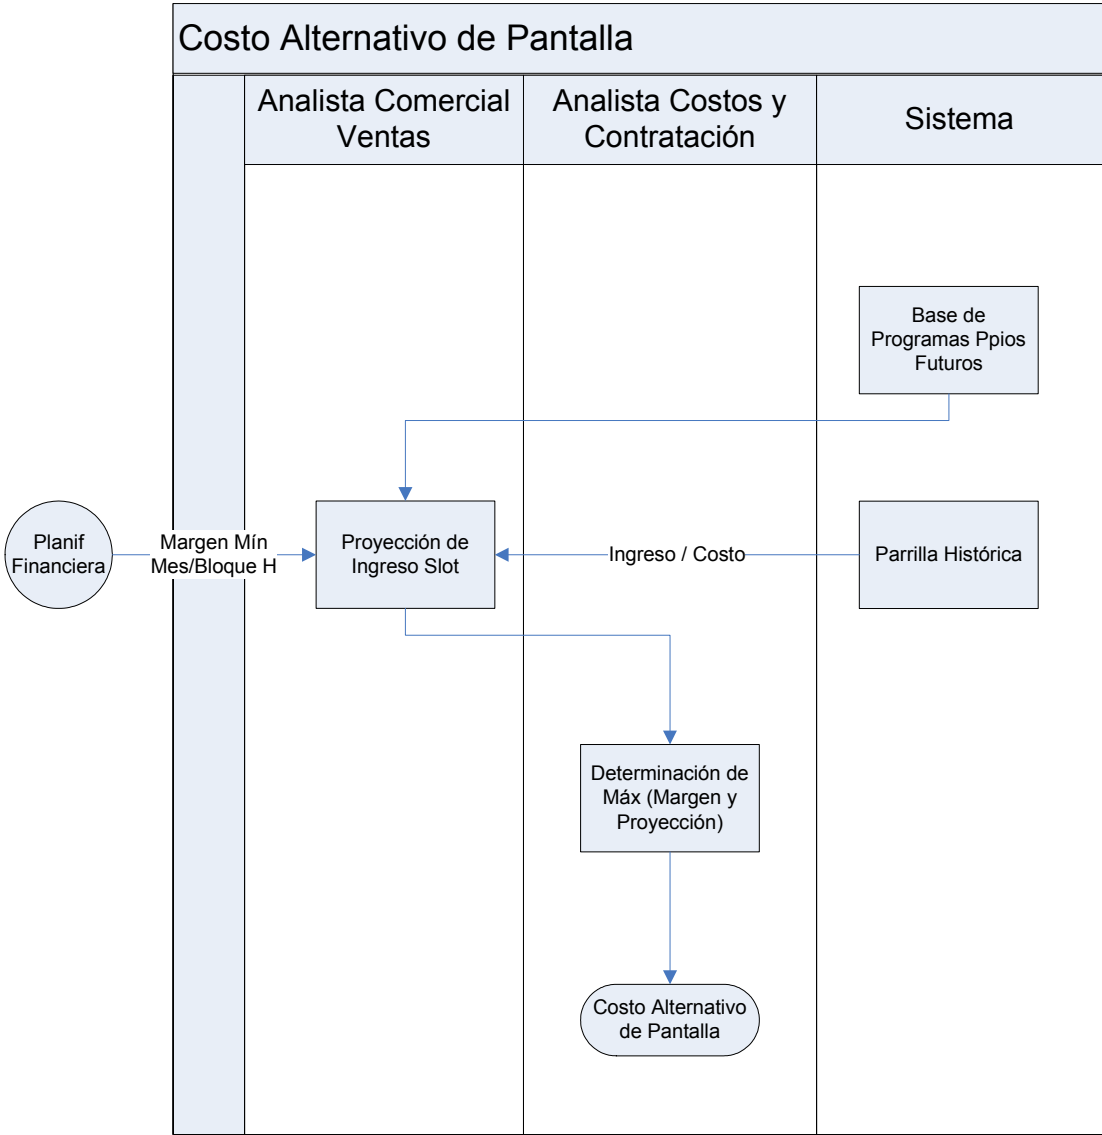 Costo Alternativo de Pantalla
Analista Comercial
Ventas
Analista Costos y
Contratación
Sistema
Base de
Programas Ppios
Futuros
Planif
Financiera
Margen Mín
Mes/Bloque H
Proyección de
Ingreso Slot
Ingreso / Costo
Parrilla Histórica
Determinación de
Máx (Margen y
Proyección)
Costo Alternativo
de Pantalla